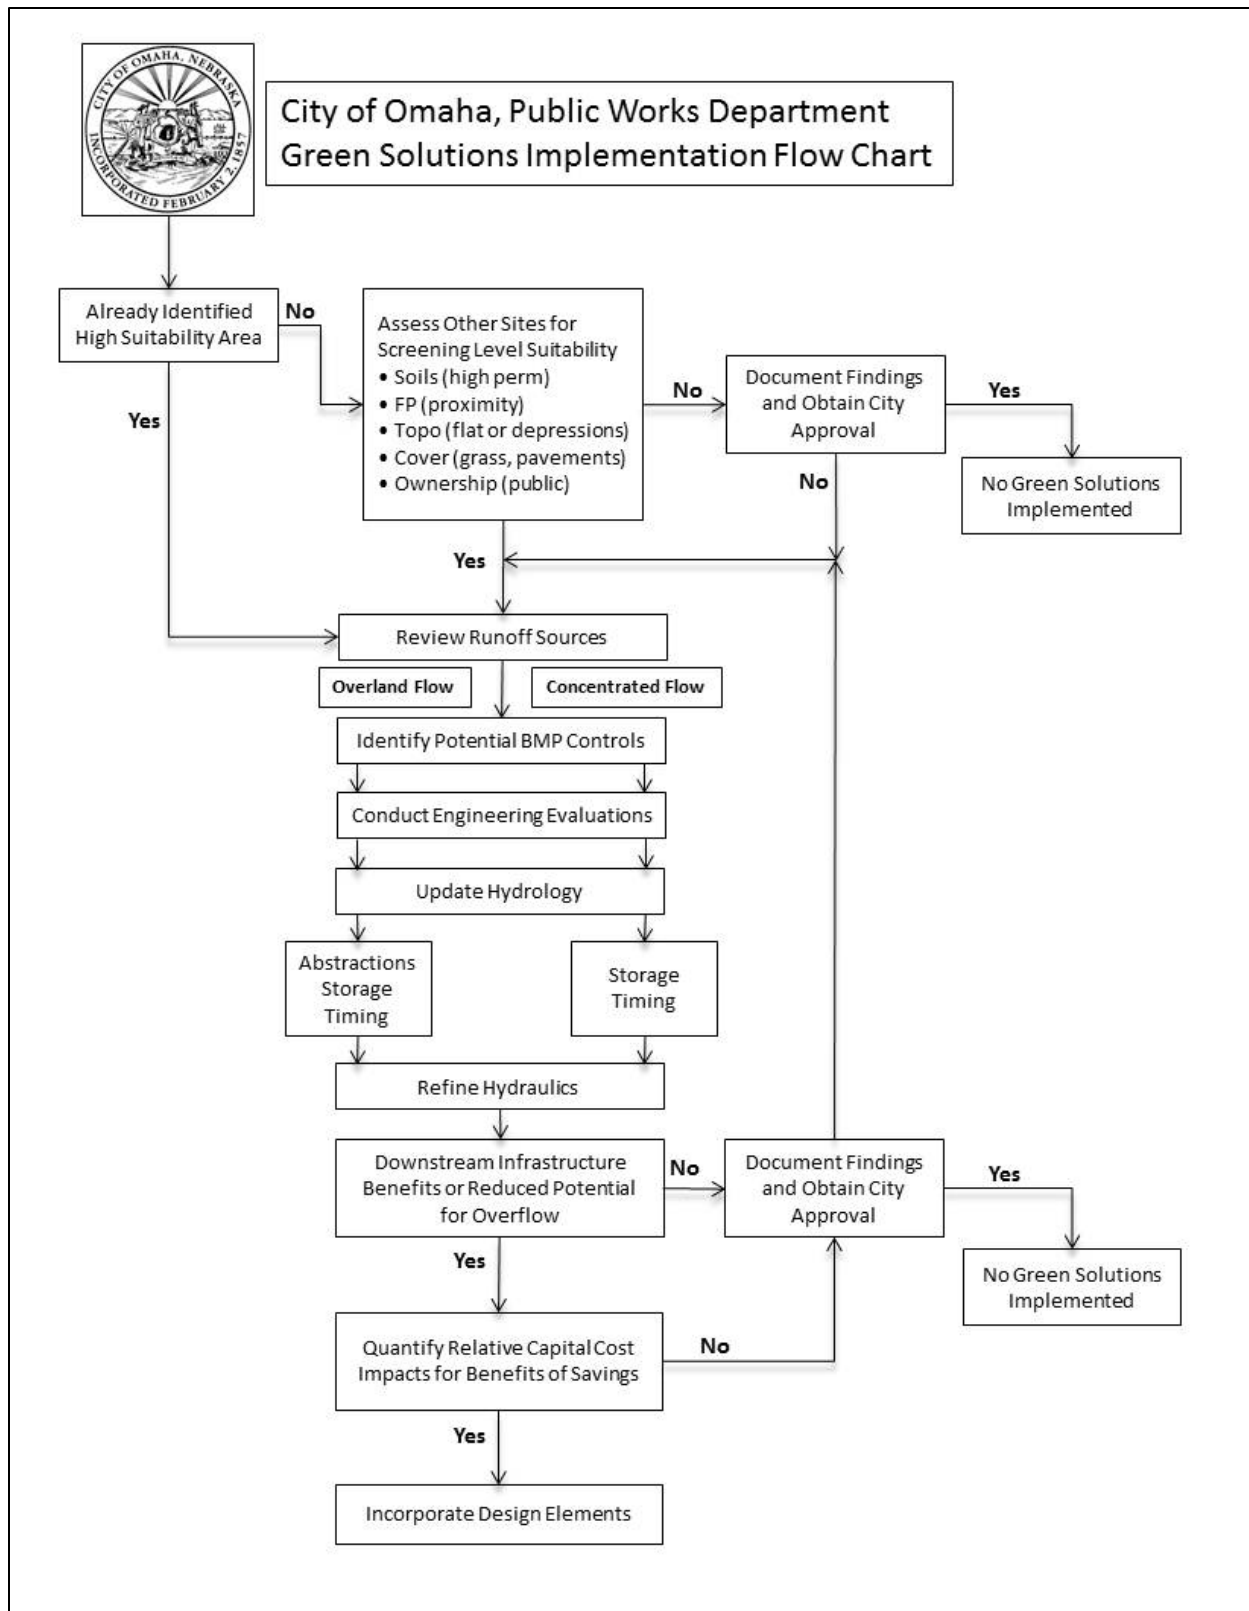 CITY OF OMAHA, NEBRASKA
INCORPORATED FEBRUARY 2, 1857
City of Omaha, Public Works Department
Green Solutions Implementation Flow Chart
Already Identified
High Suitability Area
No
Assess Other Sites for
Screening Level Suitability
• Soils (high perm)
• FP (proximity)
• Topo (flat or depressions)
• Cover (grass, pavements)
• Ownership (public)
No
Document Findings
and Obtain City
Approval
Yes
No Green Solutions
Implemented
Yes
No
Yes
Review Runoff Sources
Overland Flow
Concentrated Flow
Identify Potential BMP Controls
Conduct Engineering Evaluations
Update Hydrology
Abstractions
Storage
Timing
Storage
Timing
Refine Hydraulics
Downstream Infrastructure
Benefits or Reduced Potential
for Overflow
No
Document Findings
and Obtain City
Approval
Yes
No Green Solutions
Implemented
Yes
Quantify Relative Capital Cost
Impacts for Benefits of Savings
No
Yes
Incorporate Design Elements